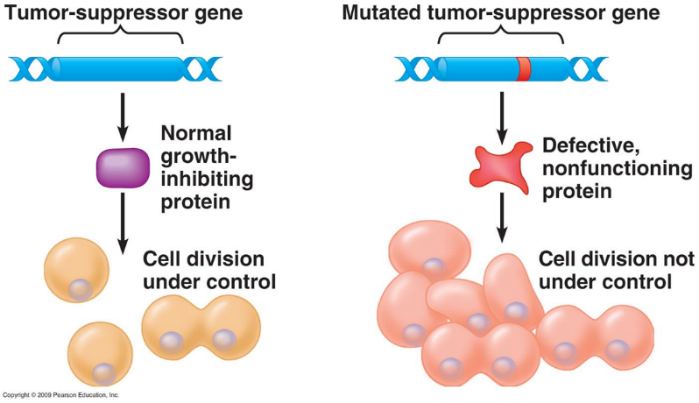 Tumor-suppressor gene
Normal
growth-
inhibiting
protein
Cell division
under control
Mutated tumor-suppressor gene
Defective,
nonfunctioning
protein
Cell division not
under control
Copyright © 2009 Pearson Education, Inc.